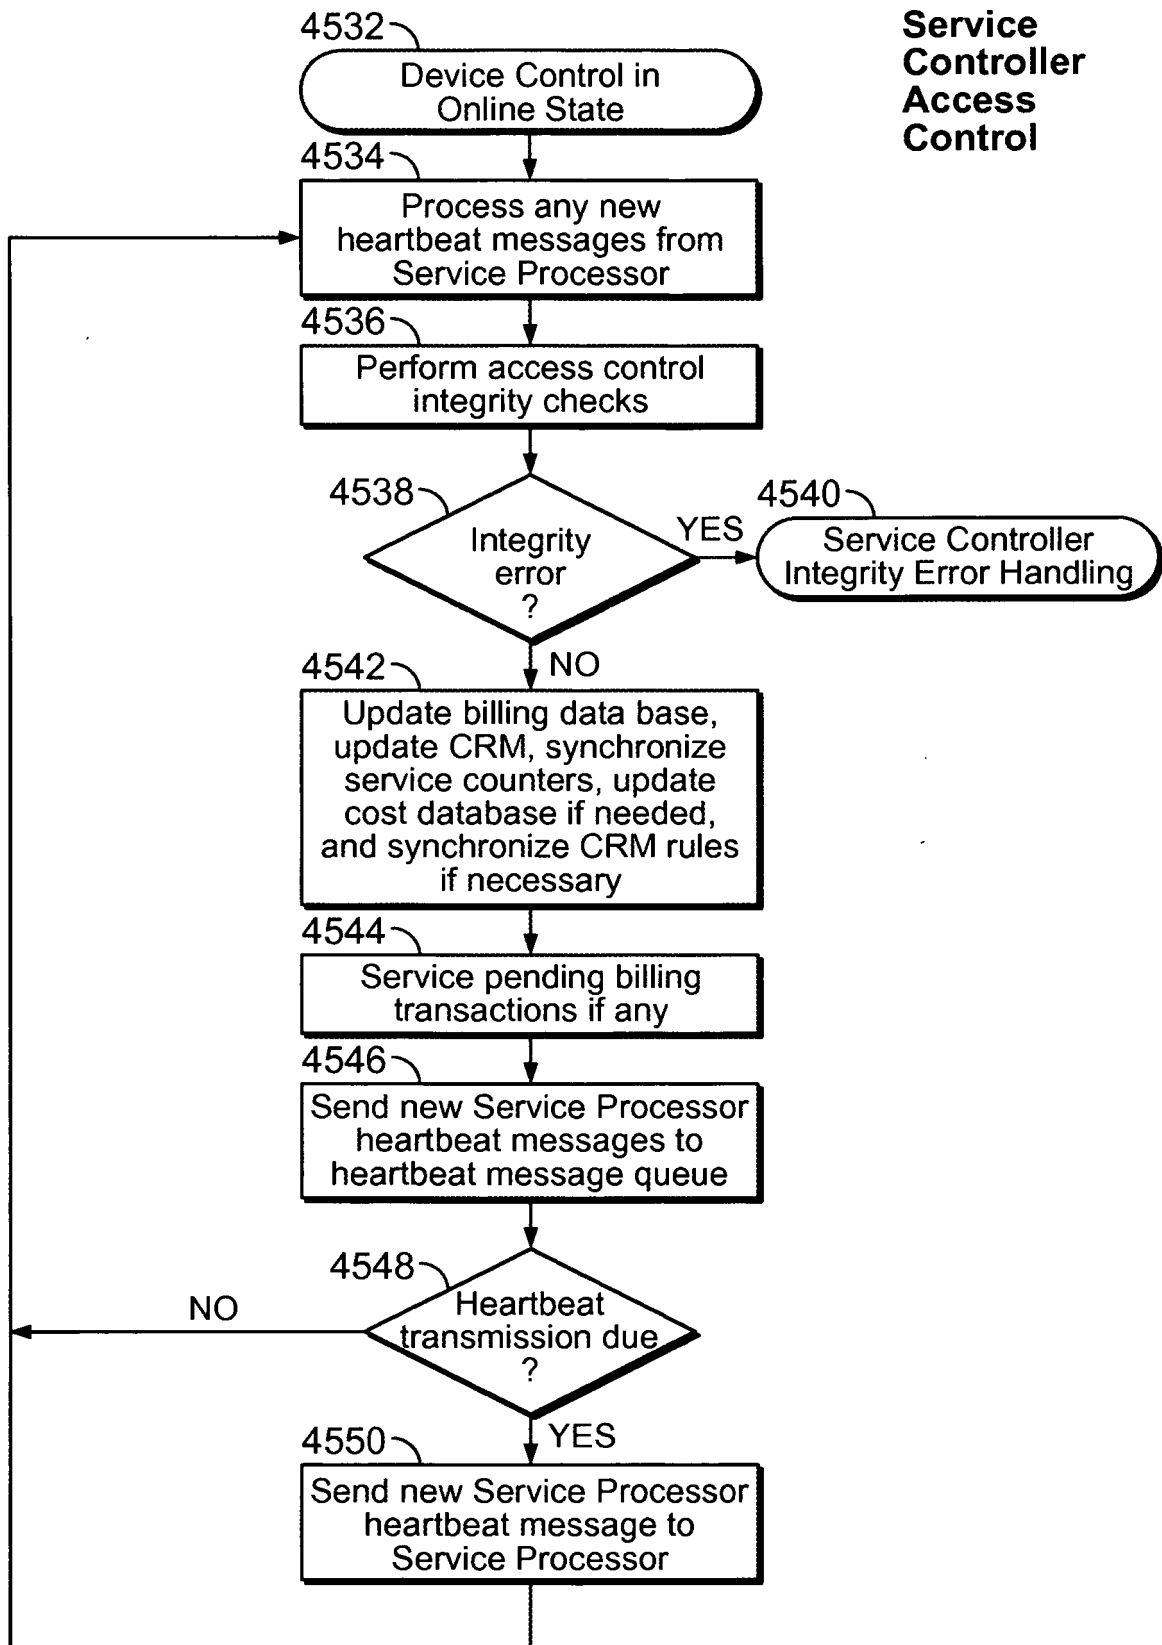 Service
Controller
Access
Control
4532
Device Control in
Online State
4534
Process any new
heartbeat messages from
Service Processor
4536
Perform access control
integrity checks
4538
Integrity
error
?
YES
4540
Service Controller
Integrity Error Handling
NO
4542
Update billing data base,
update CRM, synchronize
service counters, update
cost database if needed,
and synchronize CRM rules
if necessary
4544
Service pending billing
transactions if any
4546
Send new Service Processor
heartbeat messages to
heartbeat message queue
4548
Heartbeat
transmission due
?
NO
YES
4550
Send new Service Processor
heartbeat message to
Service Processor